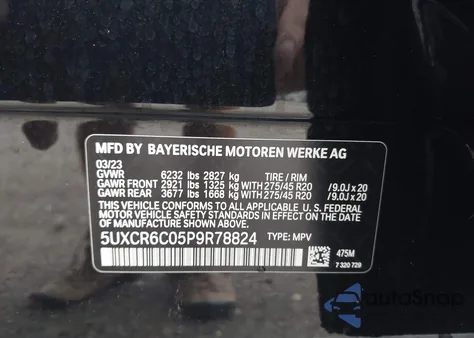 MFD BY BAYERISCHE MOTOREN WERKE AG
03/23
GVWR 6232 lbs 2827 kg TIRE / RIM
GAWR FRONT 2921 lbs 1325 kg WITH 275/45 R20 / 9.0J x 20
GAWR REAR 3677 lbs 1668 kg WITH 275/45 R20 / 9.0J x 20
THIS VEHICLE CONFORMS TO ALL APPLICABLE
FEDERAL MOTOR VEHICLE SAFETY STANDARDS
IN EFFECT ON THE DATE OF MANUFACTURE
SHOWN ABOVE.
5UXCR6C05P9R78824 TYPE: MPV
475M
7 320 729
AutoSnap